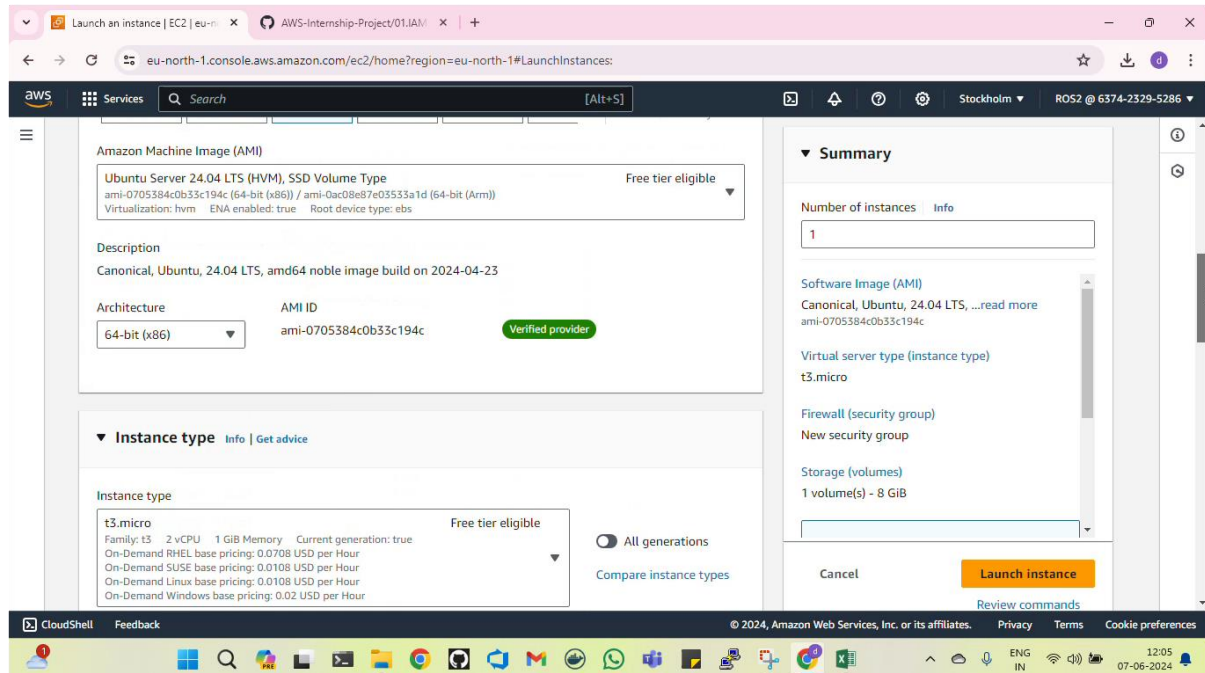 Launch an instance | EC2 | eu-n
AWS-Internship-Project/01.IAM
eu-north-1.console.aws.amazon.com/ec2/home?region=eu-north-1#LaunchInstances:
d
aws
Services
Search
[Alt+S]
Stockholm
ROS2 @ 6374-2329-5286
Amazon Machine Image (AMI)
Ubuntu Server 24.04 LTS (HVM), SSD Volume Type
Free tier eligible
ami-0705384c0b33c194c (64-bit (x86)) / ami-0ac08e87e03533a1d (64-bit (Arm))
Virtualization: hvm ENA enabled: true Root device type: ebs
Description
Canonical, Ubuntu, 24.04 LTS, amd64 noble image build on 2024-04-23
Architecture
AMI ID
64-bit (x86)
ami-0705384c0b33c194c
Verified provider
Instance type Info | Get advice
Instance type
t3.micro
Free tier eligible
Family: t3 2 vCPU 1 GiB Memory Current generation: true
On-Demand RHEL base pricing: 0.0708 USD per Hour
On-Demand SUSE base pricing: 0.0108 USD per Hour
On-Demand Linux base pricing: 0.0108 USD per Hour
On-Demand Windows base pricing: 0.02 USD per Hour
All generations
Compare instance types
Summary
Number of instances Info
1
Software Image (AMI)
Canonical, Ubuntu, 24.04 LTS, ...read more
ami-0705384c0b33c194c
Virtual server type (instance type)
t3.micro
Firewall (security group)
New security group
Storage (volumes)
1 volume(s) - 8 GiB
Cancel
Launch instance
Review commands
CloudShell
Feedback
© 2024, Amazon Web Services, Inc. or its affiliates.
Privacy
Terms
Cookie preferences
1
PRE
d
ENG
IN
12:05
07-06-2024